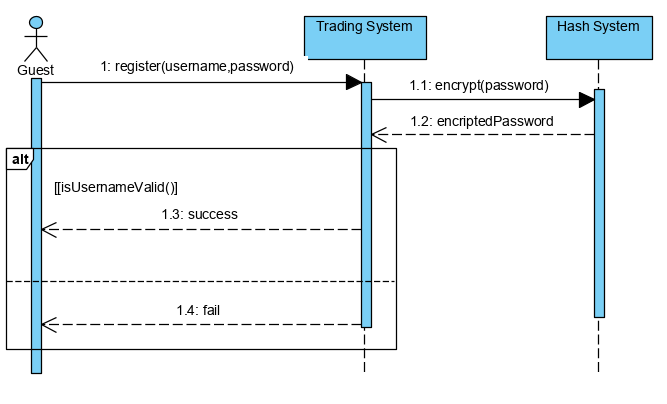 Trading System
Hash System
Guest
1: register(username,password)
1.1: encrypt(password)
1.2: encriptedPassword
alt
[[isUsernameValid()]
1.3: success
1.4: fail